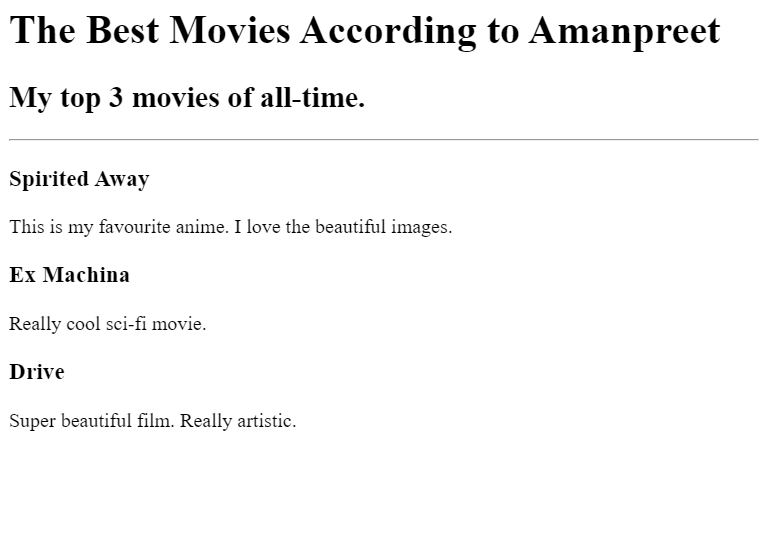 The Best Movies According to Amanpreet
My top 3 movies of all-time.
Spirited Away
This is my favourite anime. I love the beautiful images.
Ex Machina
Really cool sci-fi movie.
Drive
Super beautiful film. Really artistic.